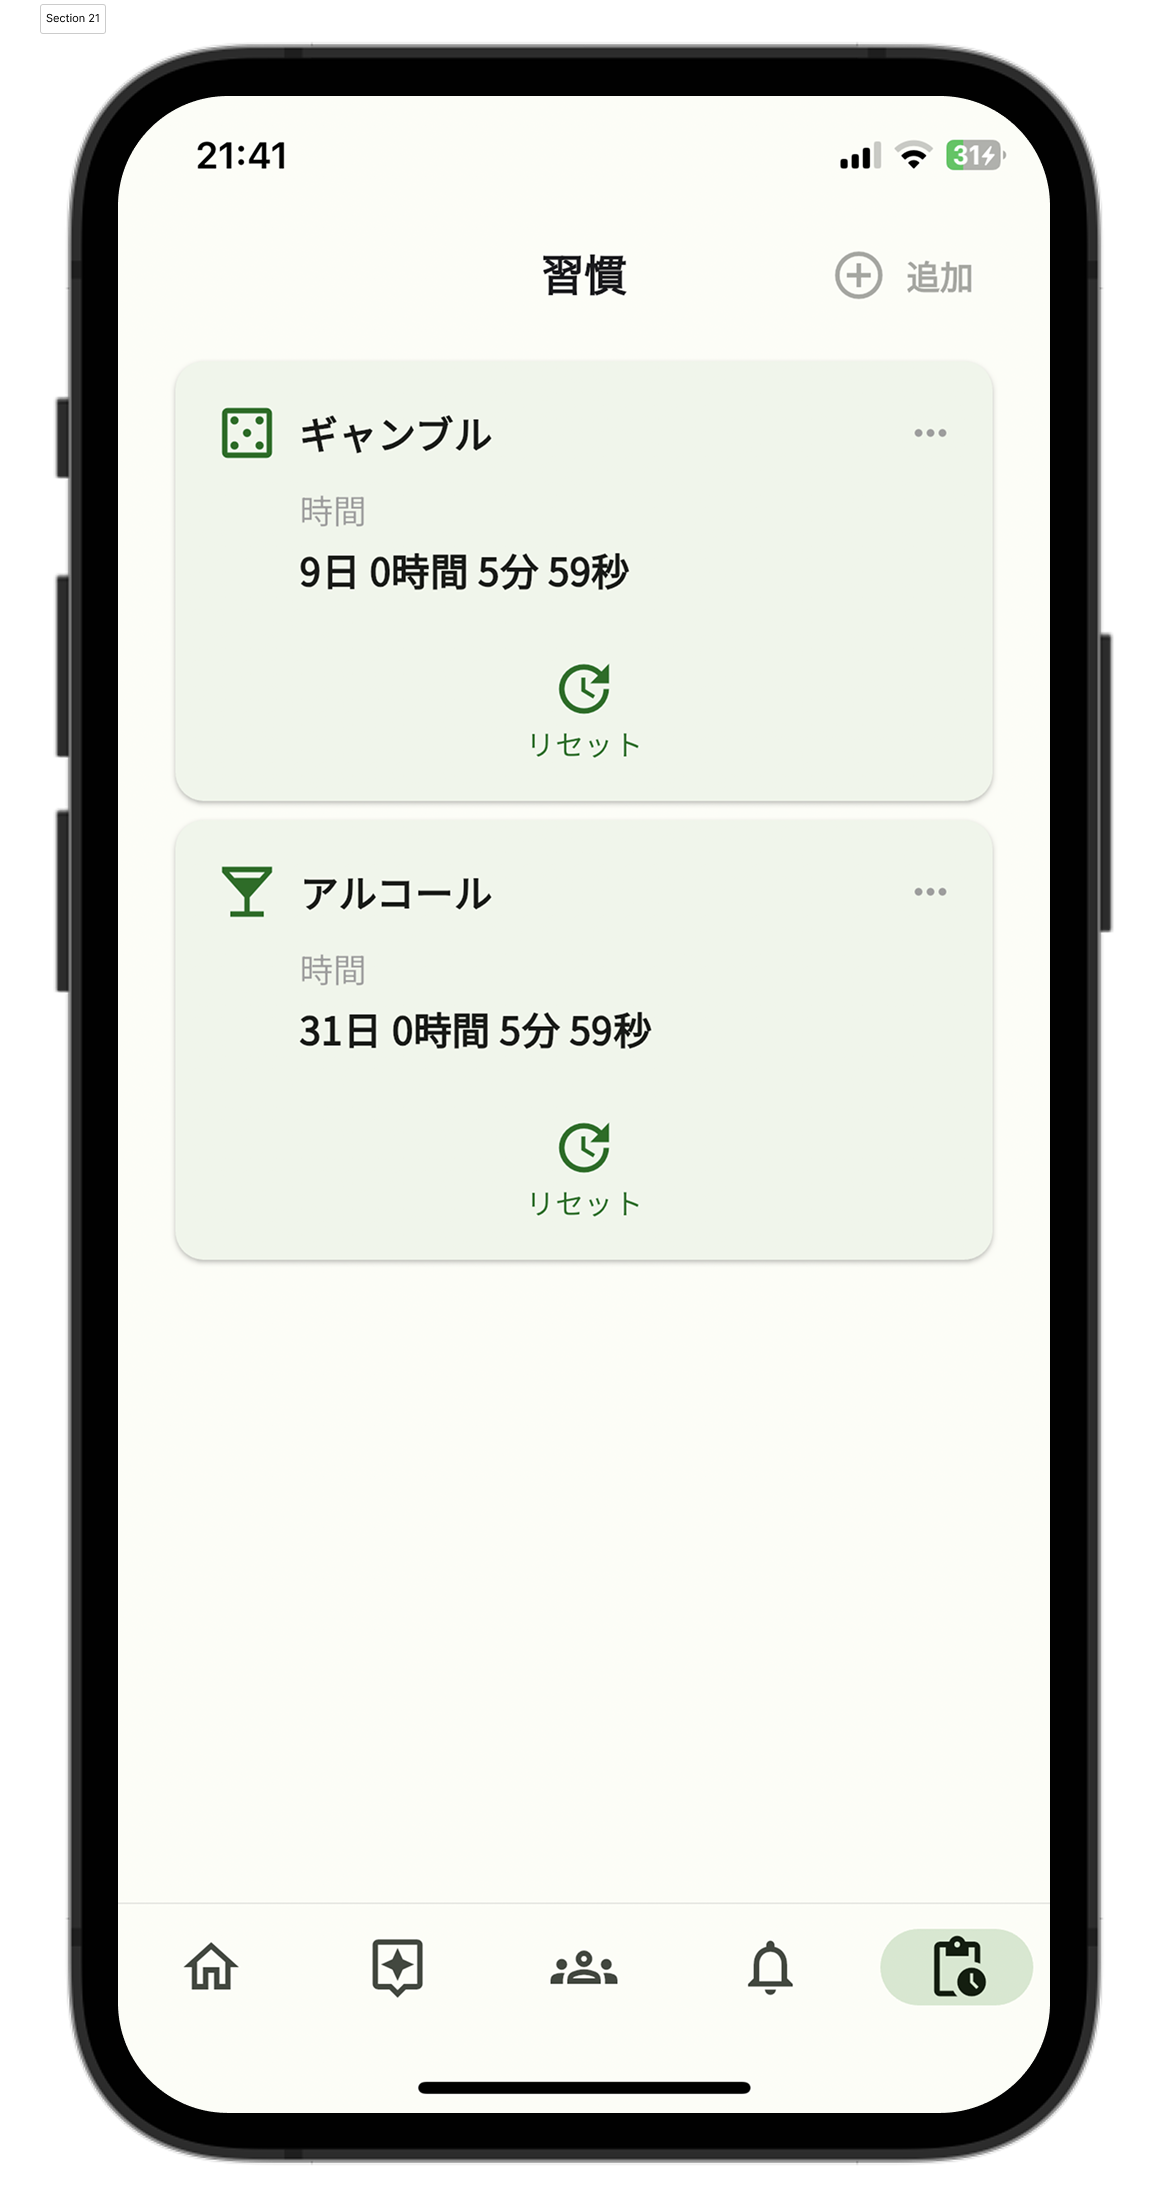 Section 21
21:41
31
習慣
追加
ギャンブル
時間
9日 0時間 5分 59秒
リセット
アルコール
時間
31日 0時間 5分 59秒
リセット